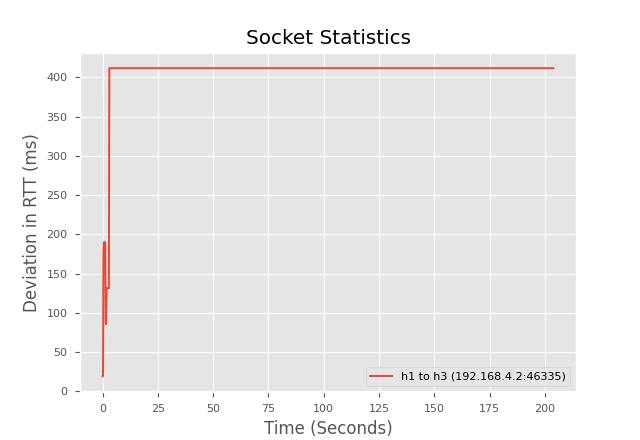 Socket Statistics
Deviation in RTT (ms)
400
350
300
250
200
150
100
50
0
0 25 50 75 100 125 150 175 200
h1 to h3 (192.168.4.2:46335)
Time (Seconds)